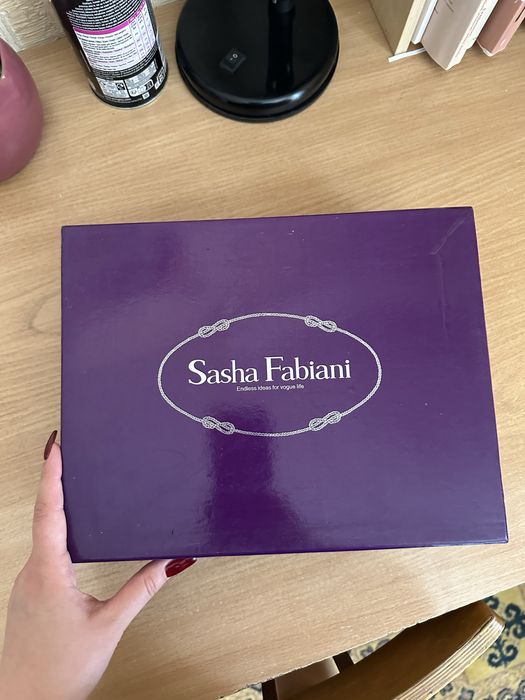 Sasha Fabiani
Endless ideas for vogue life